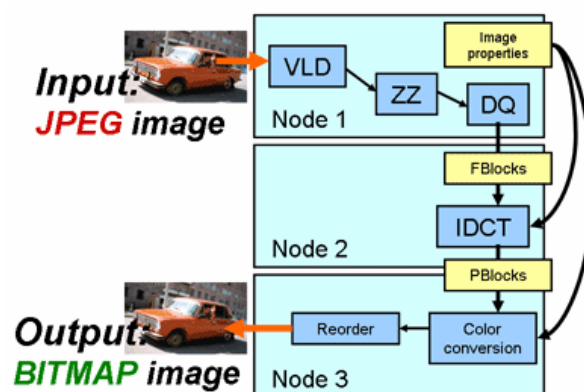 Input:
JPEG image
VLD
ZZ
DQ
Image
properties
Node 1
FBlocks
IDCT
Node 2
PBlocks
Output:
BITMAP image
Reorder
Color
conversion
Node 3